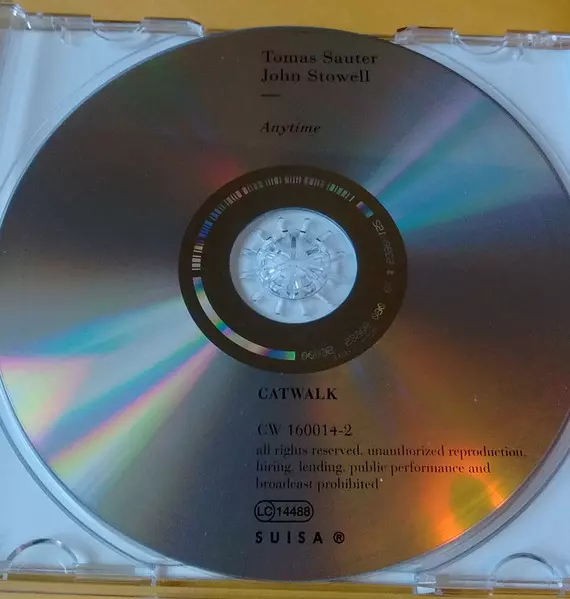 Tomas Sauter
John Stowell
—
Anytime
CATWALK
CW 160014-2
all rights reserved. unauthorized reproduction,
hiring, lending, public performance and
broadcast prohibited
LC 14488
SUISA ®